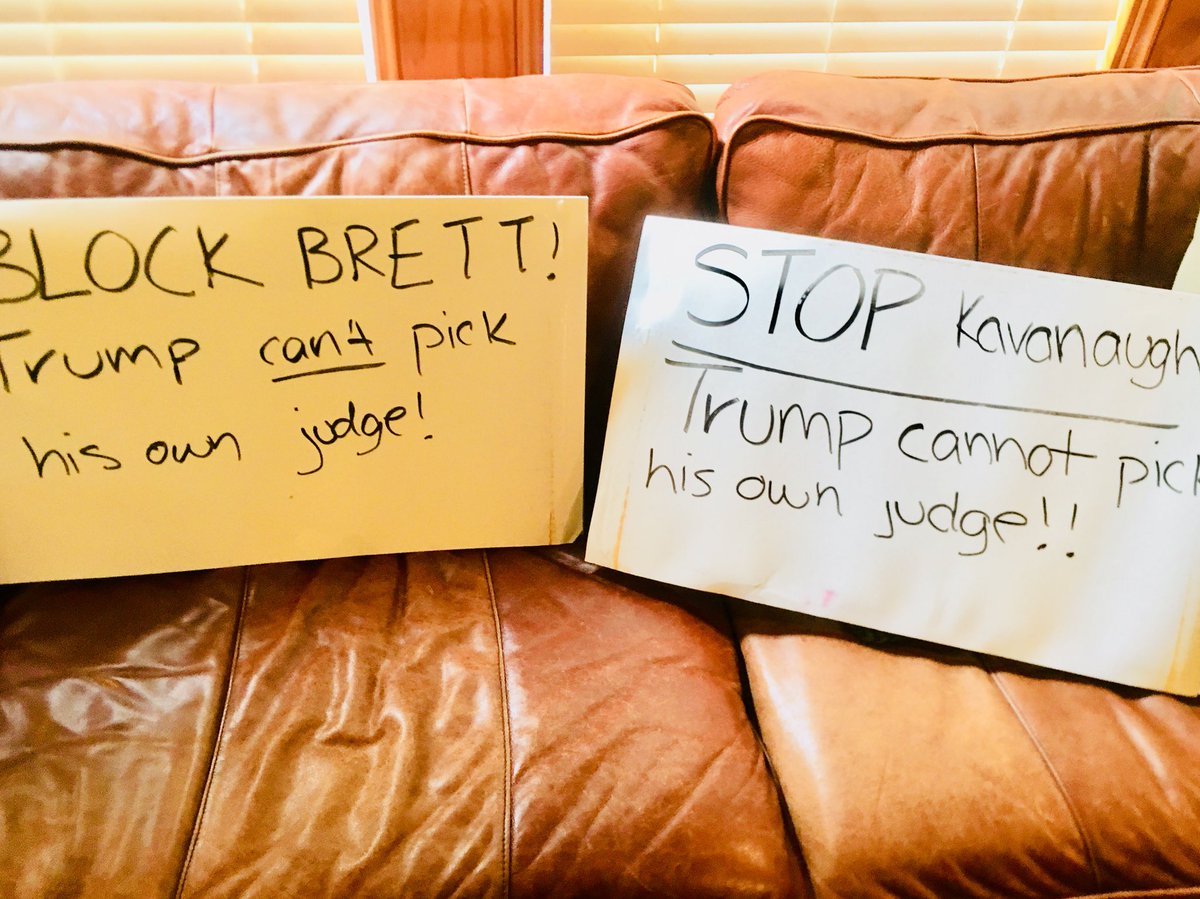 BLOCK BRETT!
Trump can't pick
his own judge!
STOP Kavanaugh
Trump cannot pick
his own judge!!